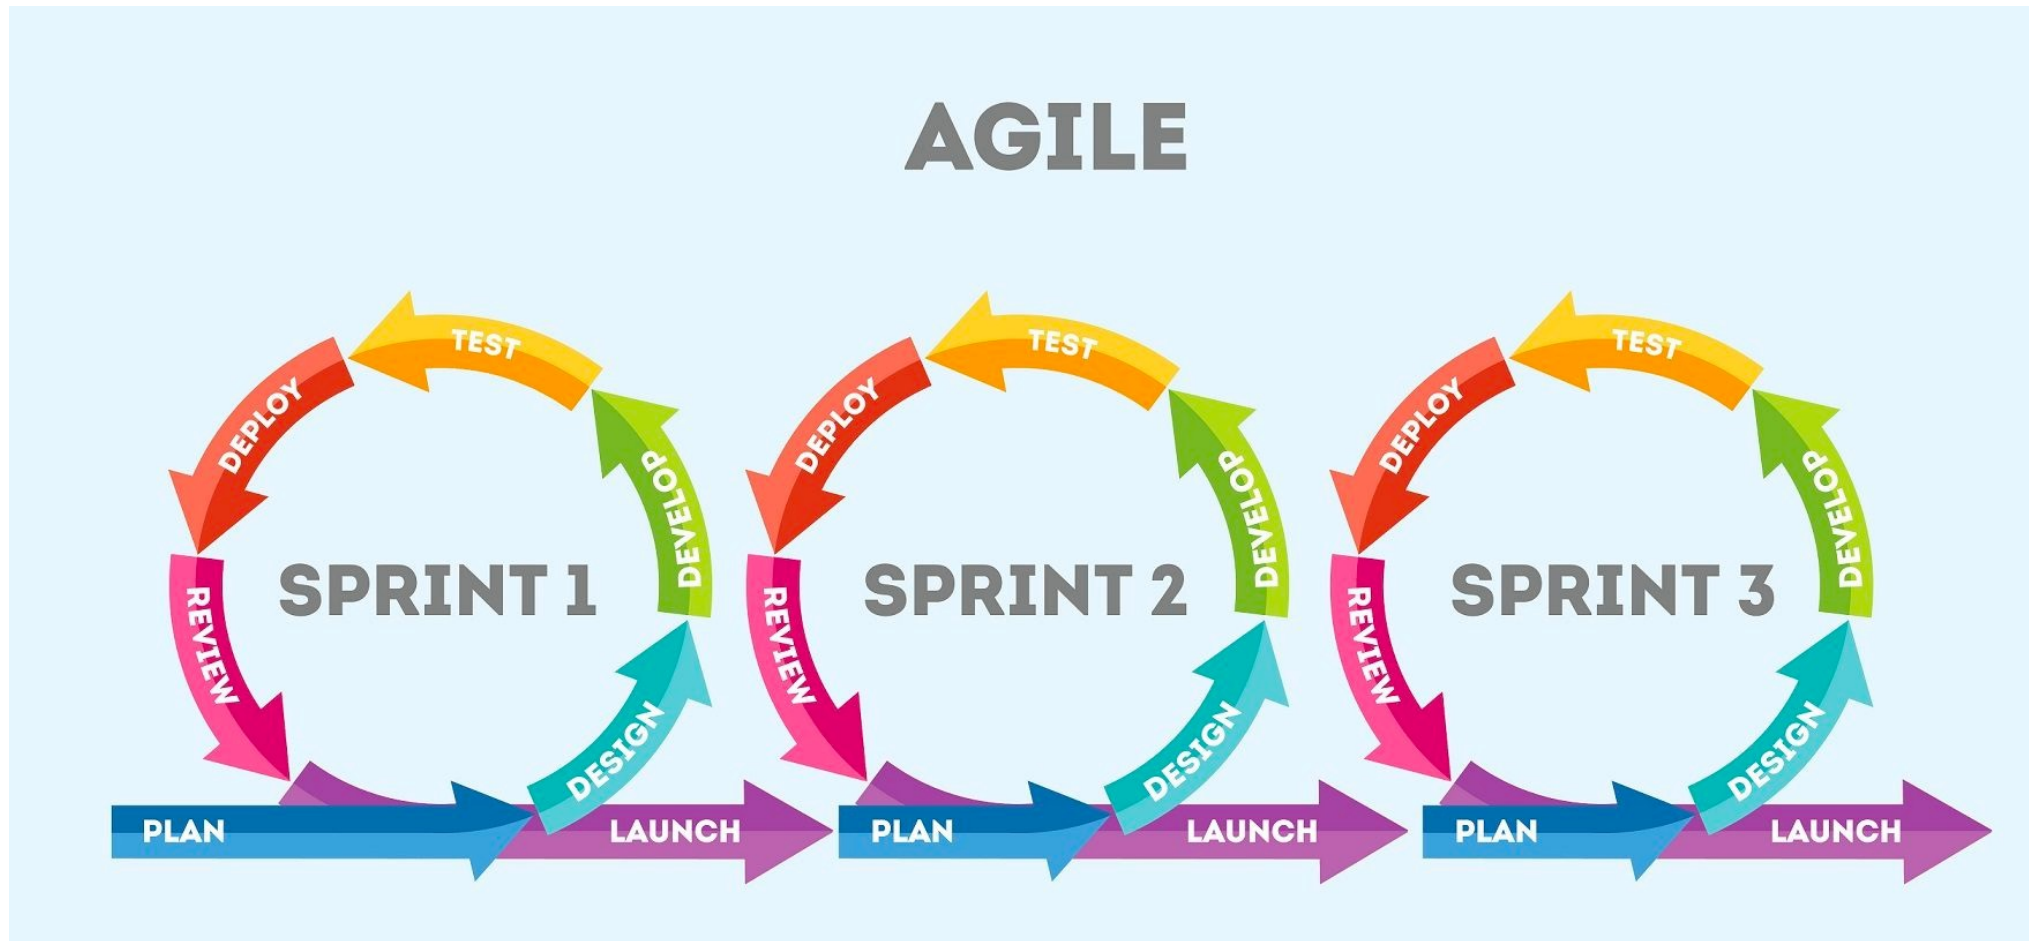 AGILE
SPRINT 1
PLAN
DESIGN
DEVELOP
TEST
DEPLOY
REVIEW
LAUNCH
SPRINT 2
PLAN
DESIGN
DEVELOP
TEST
DEPLOY
REVIEW
LAUNCH
SPRINT 3
PLAN
DESIGN
DEVELOP
TEST
DEPLOY
REVIEW
LAUNCH